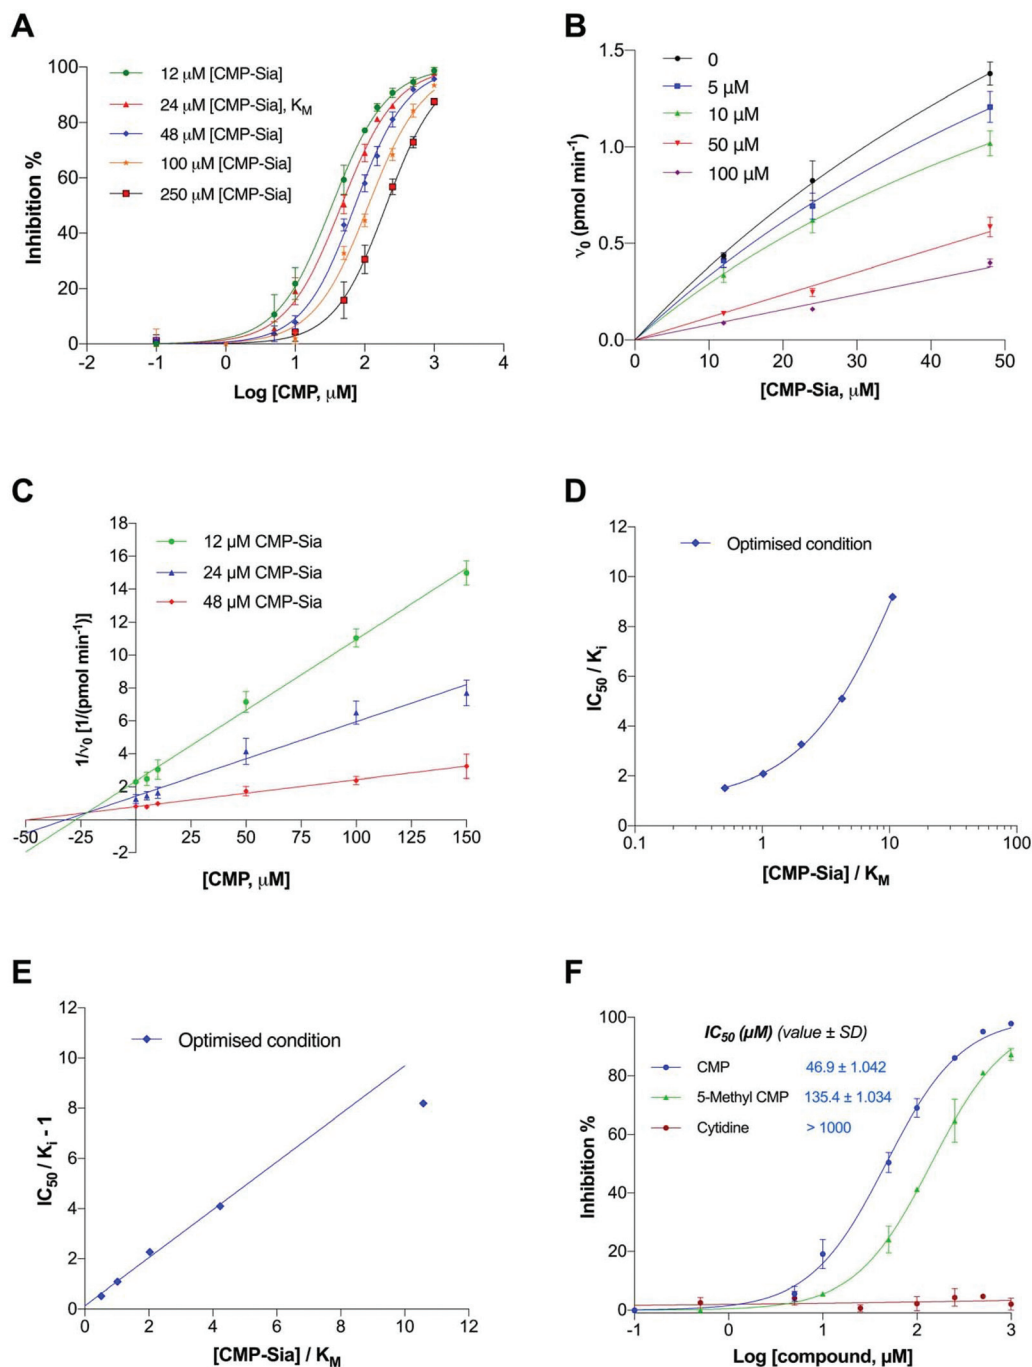 A
100
80
60
40
20
0
Inhibition %
12 μM [CMP-Sia]
24 μM [CMP-Sia], KM
48 μM [CMP-Sia]
100 μM [CMP-Sia]
250 μM [CMP-Sia]
-2 -1 0 1 2 3 4
Log [CMP, μM]
B
1.5
1.0
0.5
0.0
ν0 (pmol min-1)
0
5 μM
10 μM
50 μM
100 μM
0 10 20 30 40 50
[CMP-Sia, μM]
C
18
16
14
12
10
8
6
4
2
-2
1/ν0 [1/(pmol min-1)]
12 μM CMP-Sia
24 μM CMP-Sia
48 μM CMP-Sia
-50 -25 0 25 50 75 100 125 150
[CMP, μM]
D
12
10
8
6
4
2
0
IC50 / Ki
Optimised condition
0.1 1 10 100
[CMP-Sia] / KM
E
12
10
8
6
4
2
0
IC50 / Ki - 1
Optimised condition
0 2 4 6 8 10 12
[CMP-Sia] / KM
F
100
80
60
40
20
0
Inhibition %
IC50 (μM) (value ± SD)
CMP 46.9 ± 1.042
5-Methyl CMP 135.4 ± 1.034
Cytidine > 1000
-1 0 1 2 3
Log [compound, μM]